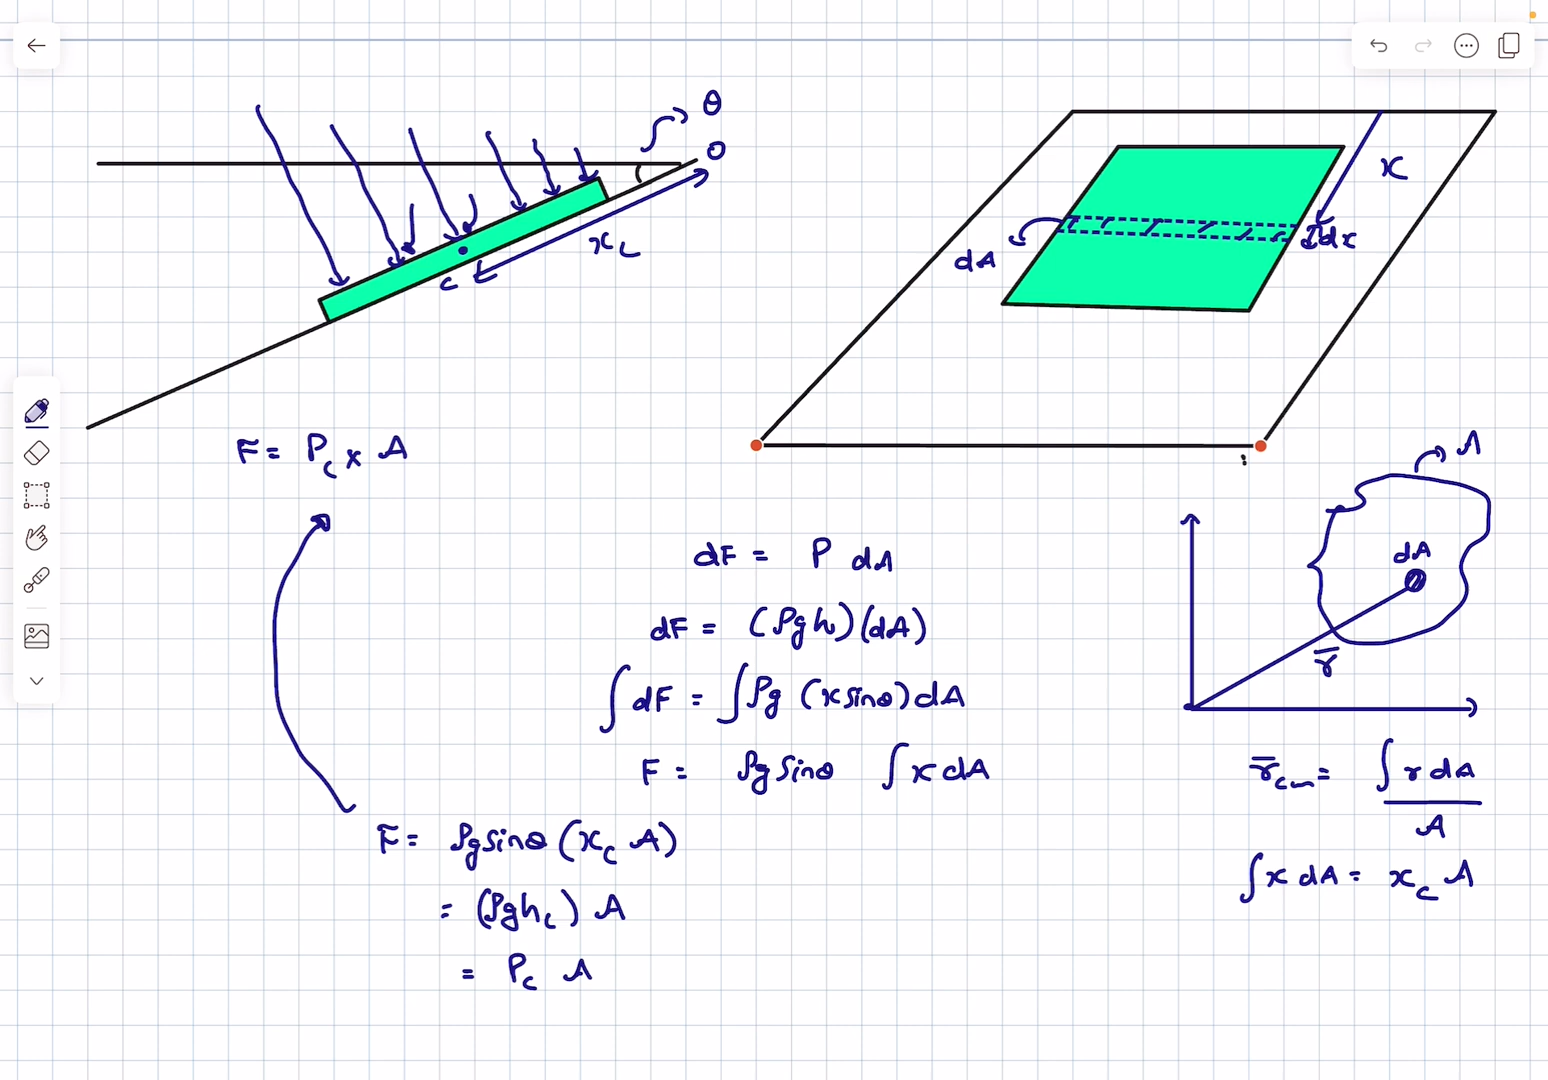 θ
O
x_c
c
x
dx
dA
F = P_c × A
A
dA
r̄
dF = P dA
dF = (ρgh)(dA)
∫dF = ∫ρg (x sinθ) dA
F = ρg sinθ ∫x dA
r̄_cm = ∫r dA / A
∫x dA = x_c A
F = ρg sinθ (x_c A)
= (ρgh_c) A
= P_c A